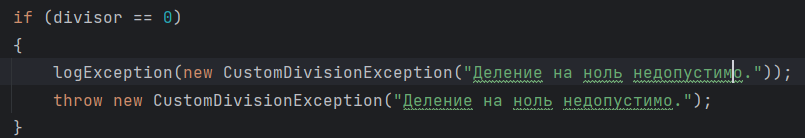 if (divisor == 0)
{
logException(new CustomDivisionException("Деление на ноль недопустимо."));
throw new CustomDivisionException("Деление на ноль недопустимо.");
}